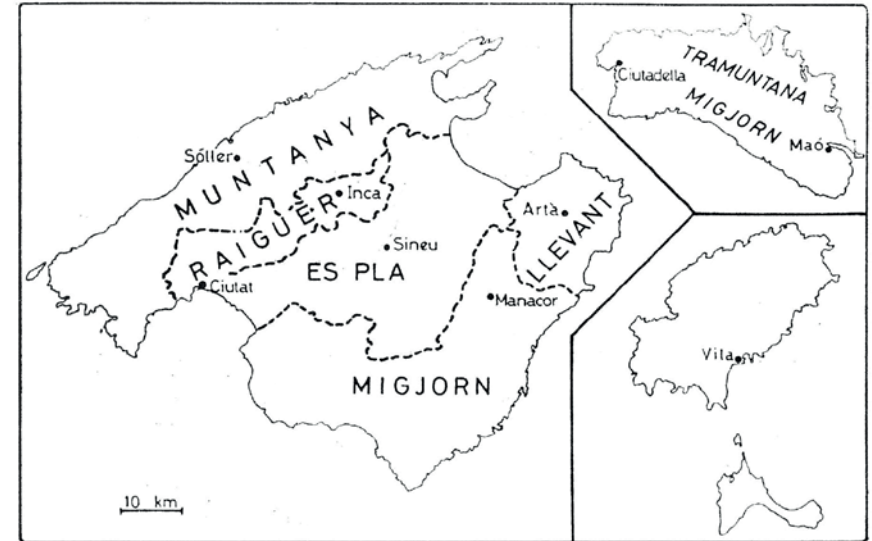 MUNTANYA
Sóller
RAIGUER
Inca
Sineu
ES PLA
Ciutat
Artà
LLEVANT
Manacor
MIGJORN
10 km
Ciutadella
TRAMUNTANA
MIGJORN
Maó
Vila